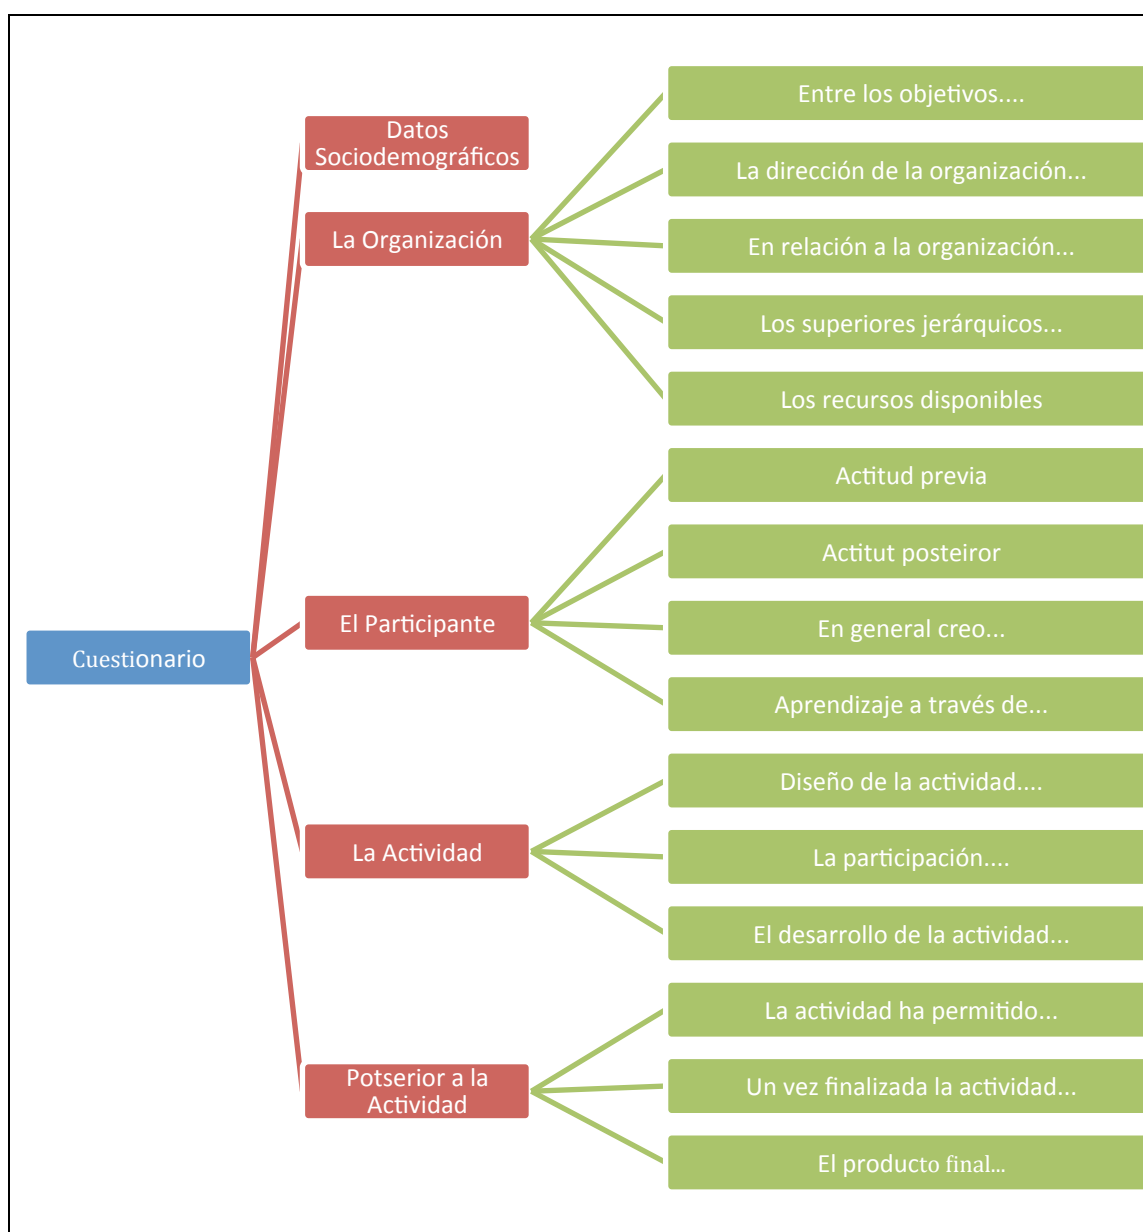 Cuestionario
Datos
Sociodemográficos
La Organización
Entre los objetivos....
La dirección de la organización...
En relación a la organización...
Los superiores jerárquicos...
Los recursos disponibles
El Participante
Actitud previa
Actitut posteiror
En general creo...
Aprendizaje a través de...
La Actividad
Diseño de la actividad....
La participación....
El desarrollo de la actividad...
Potserior a la
Actividad
La actividad ha permitido...
Un vez finalizada la actividad...
El producto final...